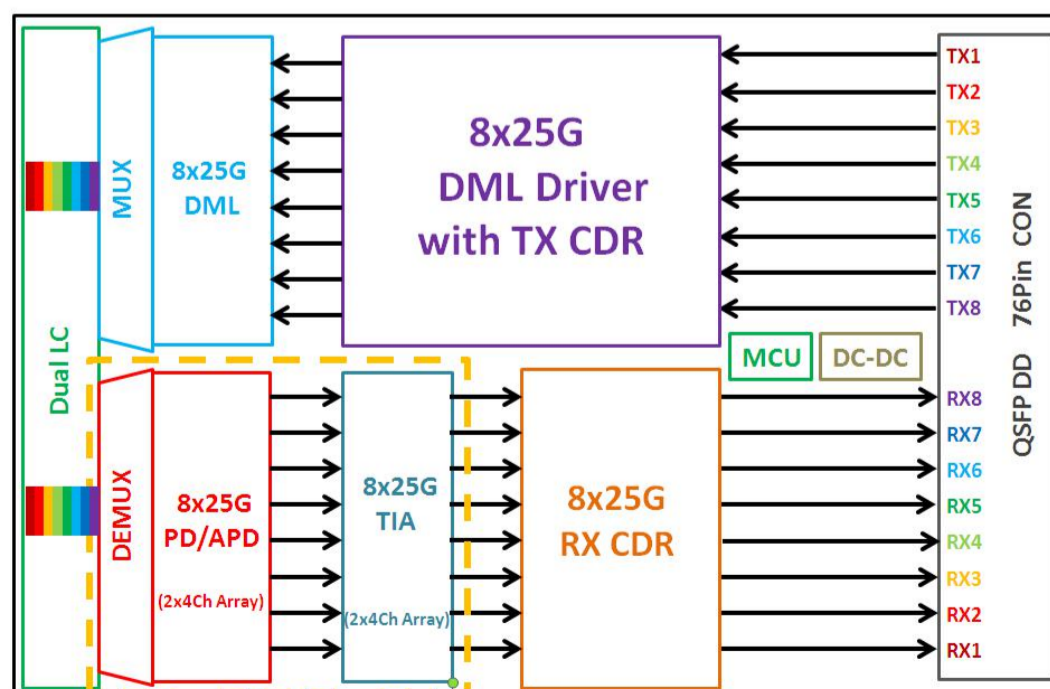 Dual LC
MUX
8x25G
DML
8x25G
DML Driver
with TX CDR
TX1
TX2
TX3
TX4
TX5
TX6
TX7
TX8
QSFP DD 76Pin CON
MCU
DC-DC
DEMUX
8x25G
PD/APD
(2x4Ch Array)
8x25G
TIA
(2x4Ch Array)
8x25G
RX CDR
RX8
RX7
RX6
RX5
RX4
RX3
RX2
RX1